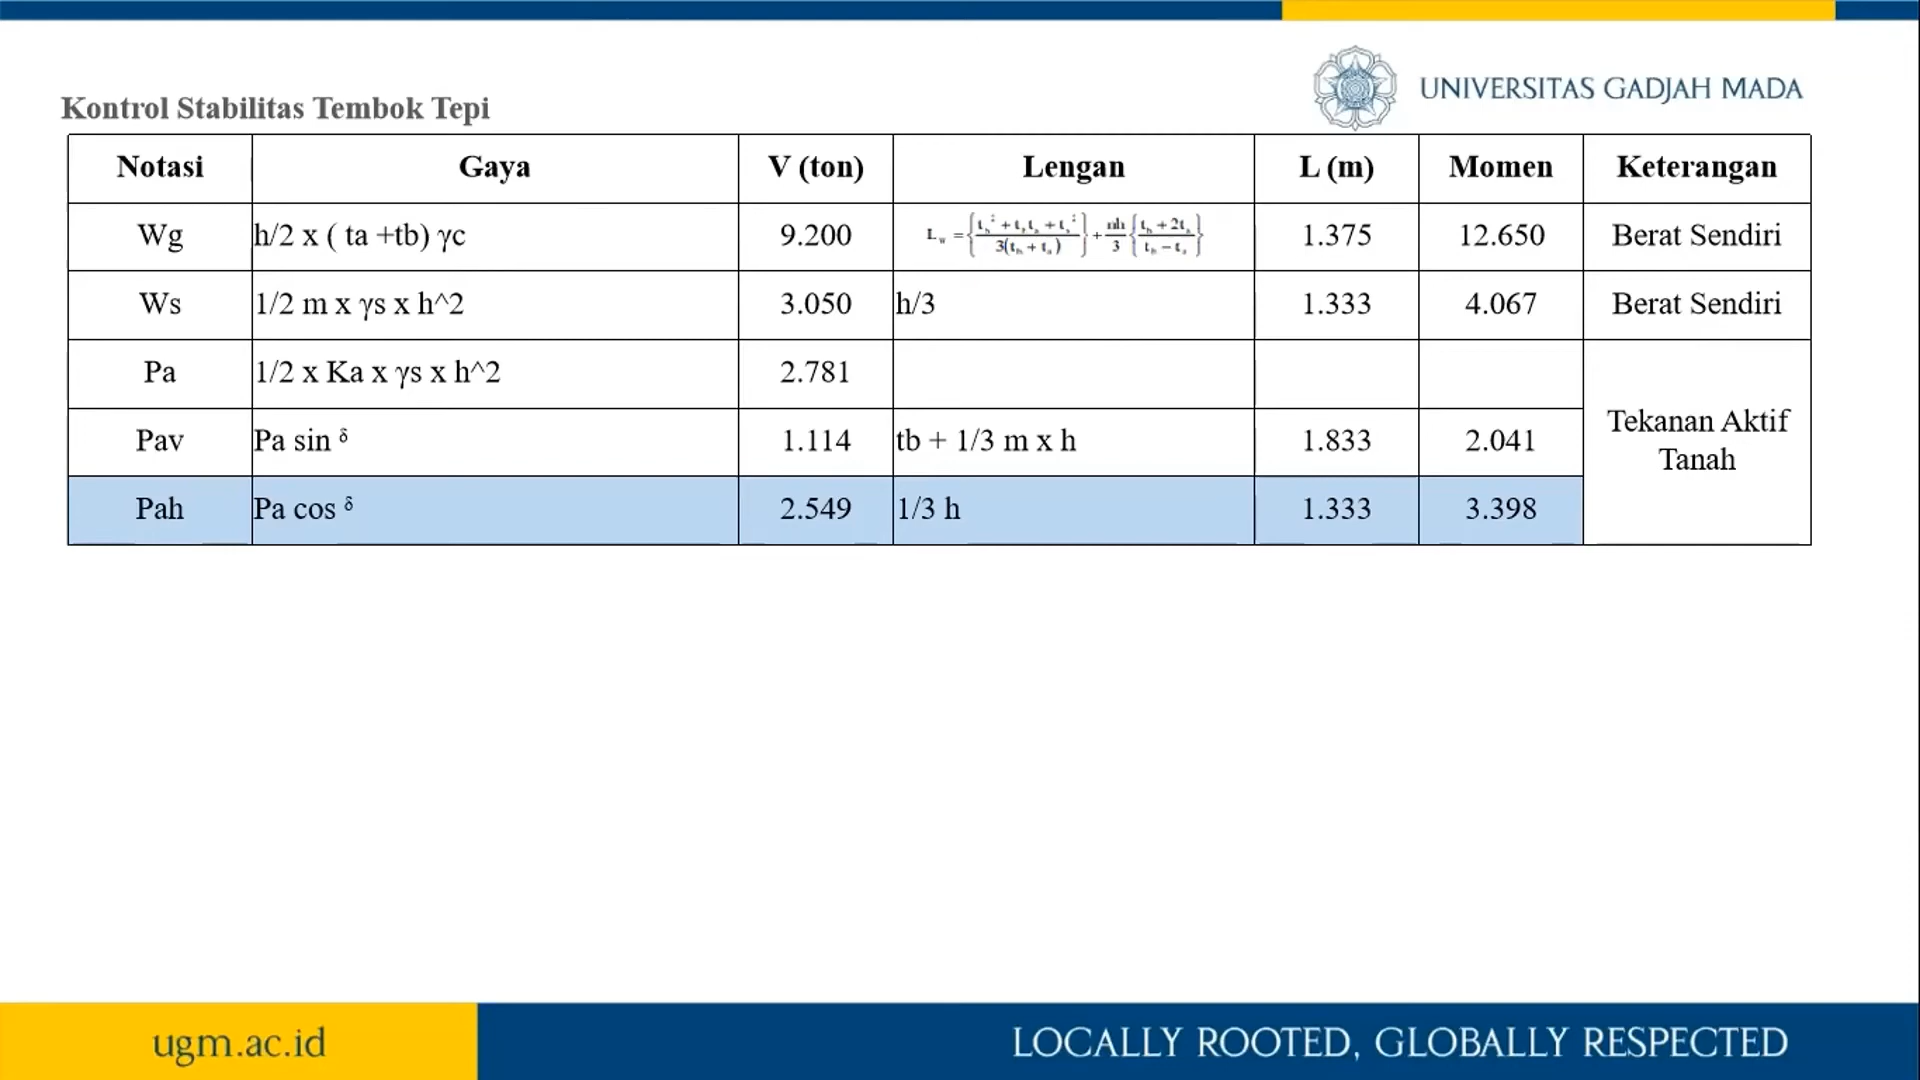 UNIVERSITAS GADJAH MADA
Kontrol Stabilitas Tembok Tepi
Notasi Gaya V (ton) Lengan L (m) Momen Keterangan
Wg h/2 x ( ta +tb) γc 9.200 1.375 12.650 Berat Sendiri
Ws 1/2 m x γs x h^2 3.050 h/3 1.333 4.067 Berat Sendiri
Pa 1/2 x Ka x γs x h^2 2.781
Pav Pa sin δ 1.114 tb + 1/3 m x h 1.833 2.041
Tekanan Aktif
Tanah
Pah Pa cos δ 2.549 1/3 h 1.333 3.398
ugm.ac.id
LOCALLY ROOTED, GLOBALLY RESPECTED